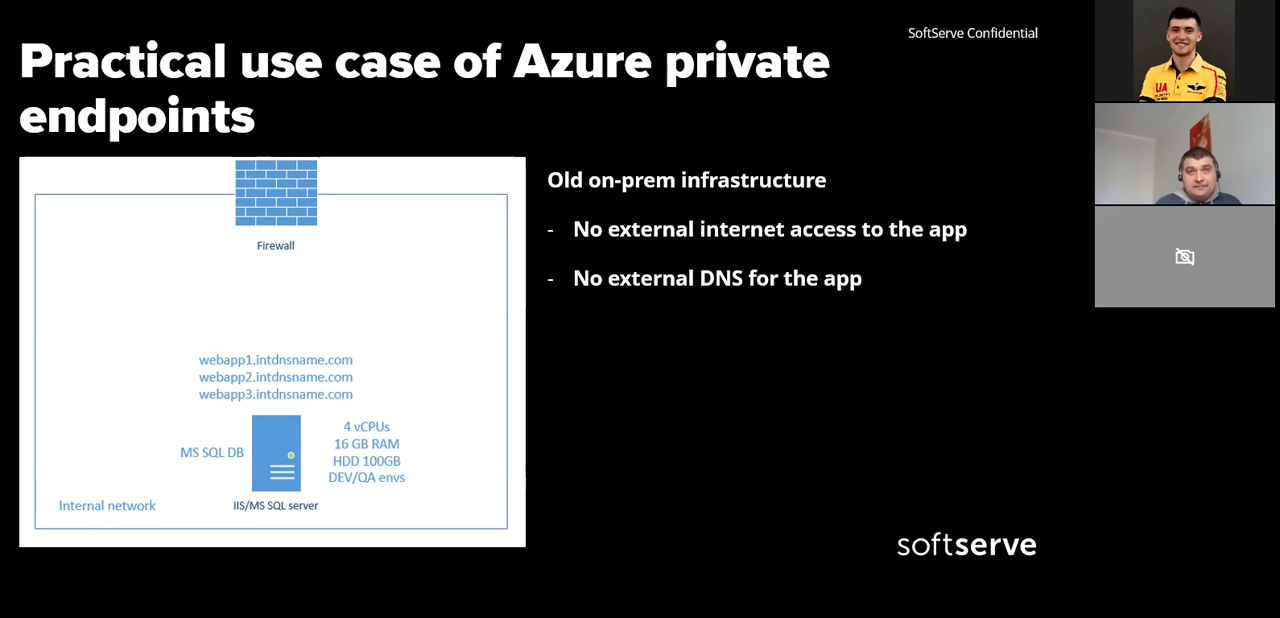 SoftServe Confidential
Practical use case of Azure private
endpoints
Firewall
webapp1.intdnsname.com
webapp2.intdnsname.com
webapp3.intdnsname.com
MS SQL DB
4 vCPUs
16 GB RAM
HDD 100GB
DEV/QA envs
Internal network
IIS/MS SQL server
Old on-prem infrastructure
- No external internet access to the app
- No external DNS for the app
softserve
UA